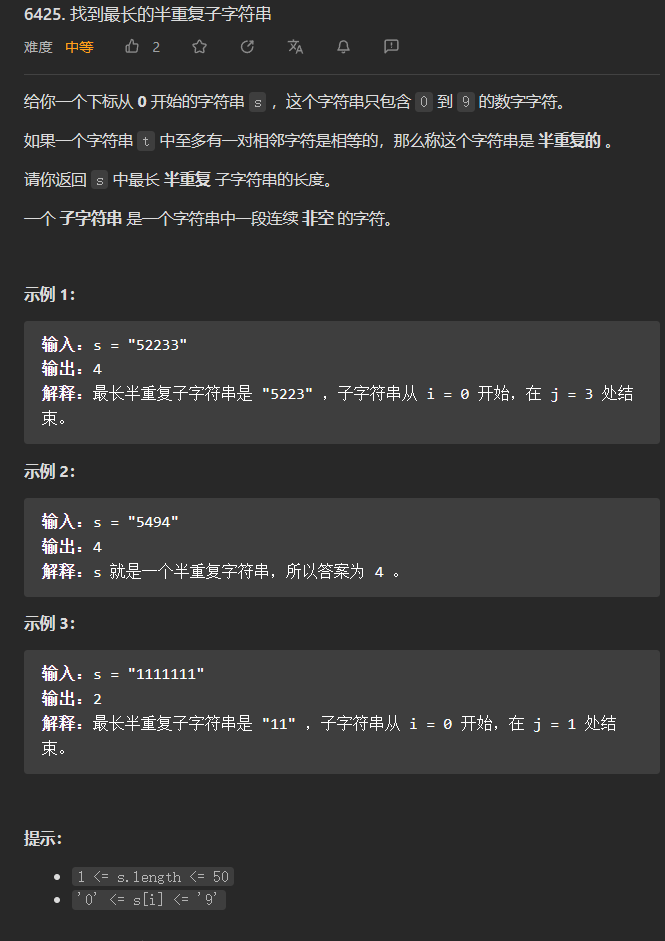 6425. 找到最长的半重复子字符串
难度 中等 2
给你一个下标从 0 开始的字符串 s ，这个字符串只包含 0 到 9 的数字字符。
如果一个字符串 t 中至多有一对相邻字符是相等的，那么称这个字符串是 半重复的 。
请你返回 s 中最长 半重复 子字符串的长度。
一个 子字符串 是一个字符串中一段连续 非空 的字符。
示例 1：
输入：s = "52233"
输出：4
解释：最长半重复子字符串是 "5223" ，子字符串从 i = 0 开始，在 j = 3 处结
束。
示例 2：
输入：s = "5494"
输出：4
解释：s 就是一个半重复字符串，所以答案为 4 。
示例 3：
输入：s = "1111111"
输出：2
解释：最长半重复子字符串是 "11" ，子字符串从 i = 0 开始，在 j = 1 处结
束。
提示：
• 1 <= s.length <= 50
• '0' <= s[i] <= '9'